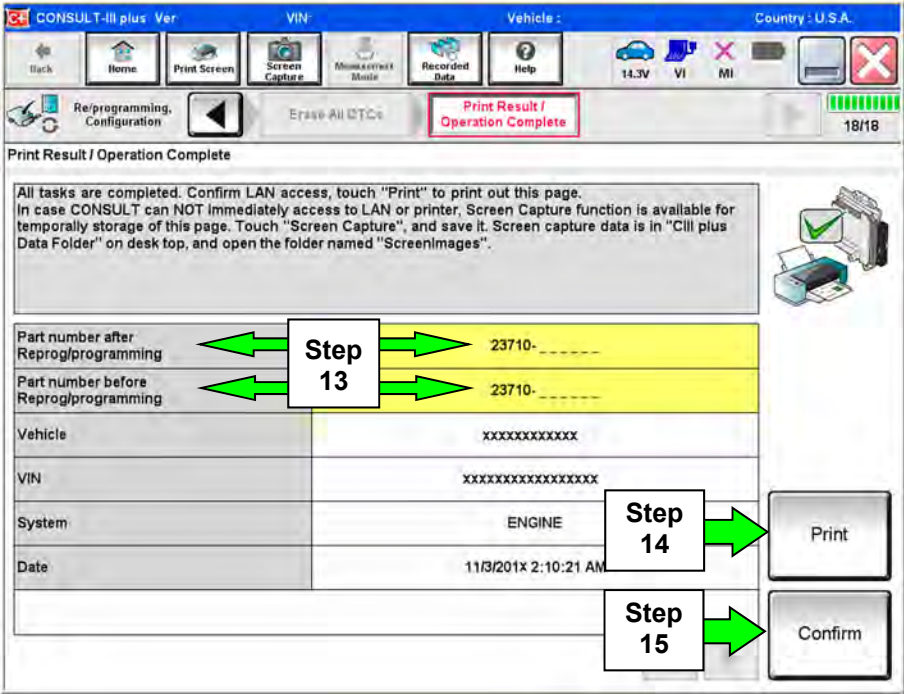 C+ CONSULT-III plus Ver VIN: Vehicle : Country : U.S.A.
Back
Home
Print Screen
Screen
Capture
Measurement
Mode
Recorded
Data
Help
14.3V
VI
MI
Re/programming,
Configuration
Erase All DTCs
Print Result /
Operation Complete
18/18
Print Result / Operation Complete
All tasks are completed. Confirm LAN access, touch "Print" to print out this page.
In case CONSULT can NOT Immediately access to LAN or printer, Screen Capture function is available for
temporally storage of this page. Touch "Screen Capture", and save it. Screen capture data is in "CIII plus
Data Folder" on desk top, and open the folder named "ScreenImages".
Part number after
Reprog/programming
23710-_ _ _ _ _ _
Step
13
Part number before
Reprog/programming
23710-_ _ _ _ _ _
Vehicle
xxxxxxxxxxxx
VIN
xxxxxxxxxxxxxxxxx
System
ENGINE
Step
14
Print
Date
11/3/201X 2:10:21 AM
Step
15
Confirm